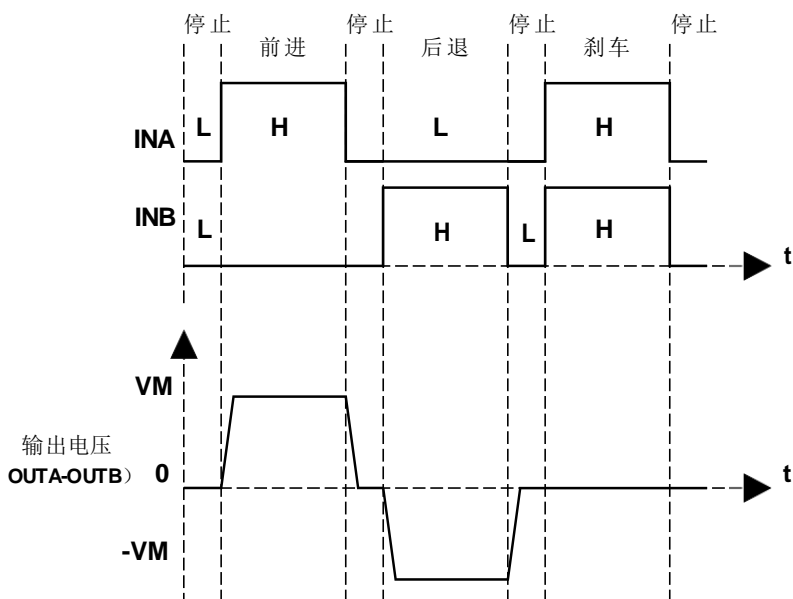 停止 停止 停止 停止
前进 后退 刹车
INA L H L H
INB L H L H
t
VM
输出电压
OUTA-OUTB） 0 t
-VM